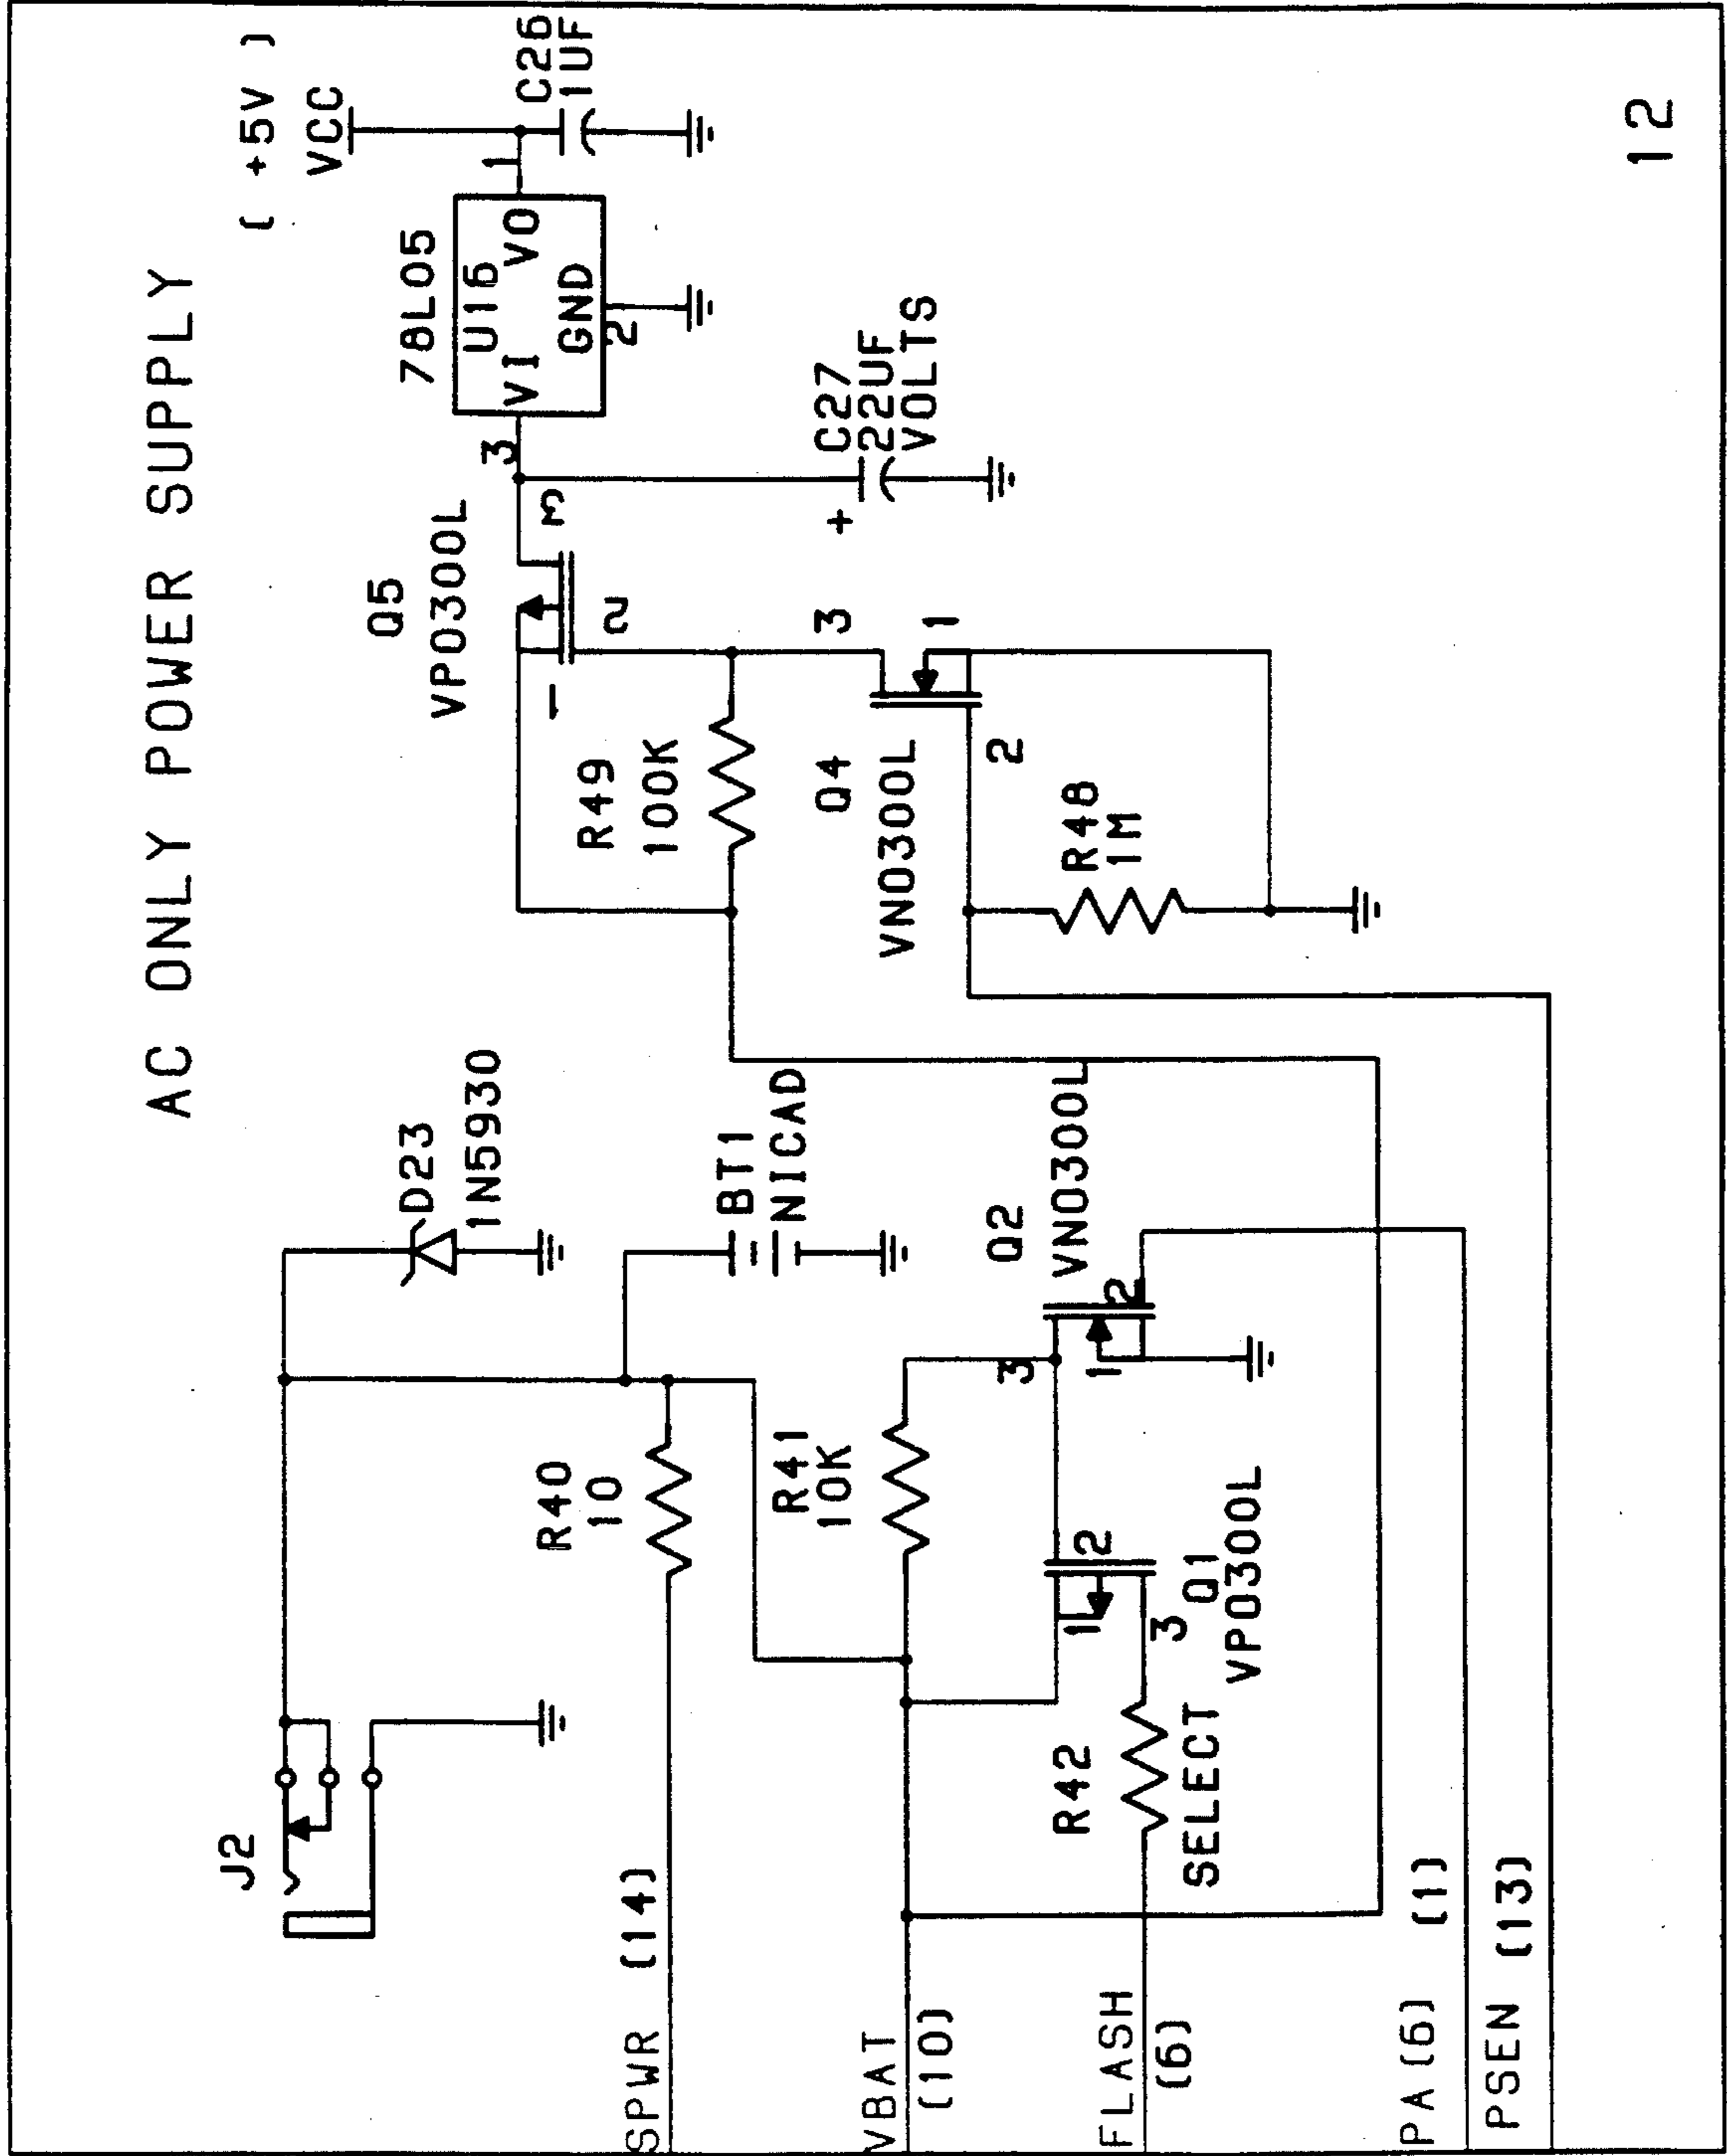 AC ONLY POWER SUPPLY
( +5V )
VCC
J2
D23
1N5930
Q5
VP0300L
1
2
3
78L05
U16
VI
VO
GND
3
1
2
C26
1UF
C27
22UF
VOLTS
+
R49
100K
Q4
VN0300L
3
1
2
R48
1M
SPWR (14)
R40
10
BT1
NICAD
VBAT
(10)
R41
10K
Q2
VN0300L
3
1
2
FLASH
(6)
R42
SELECT
1
2
3
Q1
VP0300L
PA(6) (1)
PSEN (13)
12